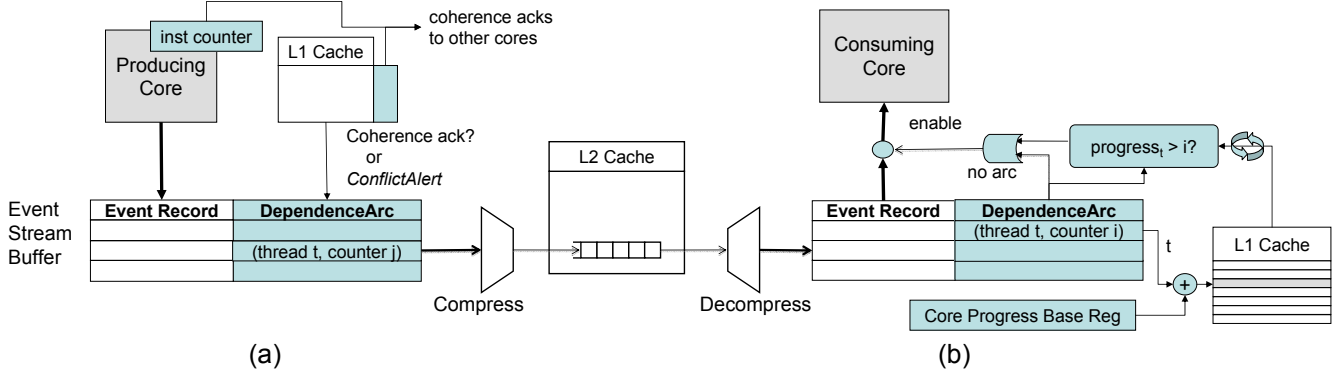 inst counter
Producing
Core
L1 Cache
coherence acks
to other cores
Coherence ack?
or
ConflictAlert
Event
Stream
Buffer
Event Record
DependenceArc
(thread t, counter j)
Compress
L2 Cache
Decompress
(a)
Consuming
Core
enable
no arc
progressₜ > i?
Event Record
DependenceArc
(thread t, counter i)
t
L1 Cache
+
Core Progress Base Reg
(b)